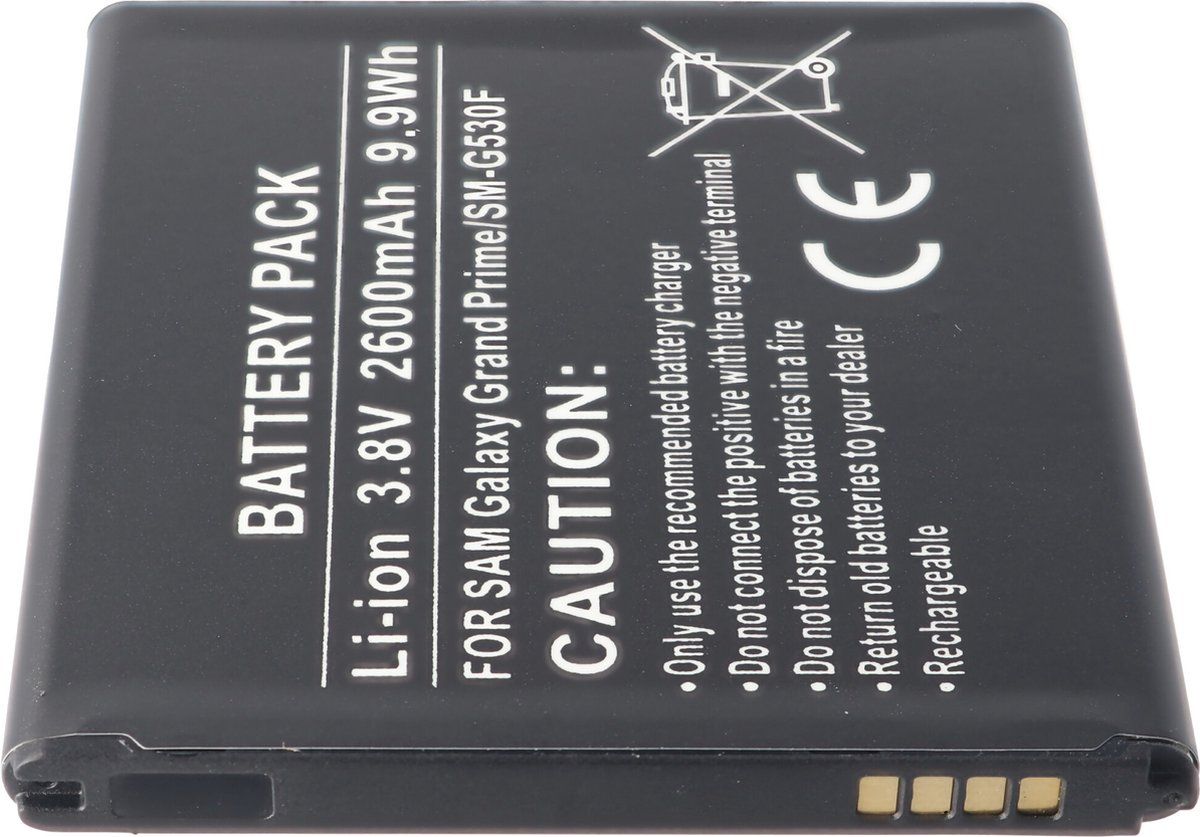 BATTERY PACK
Li-ion 3.8V 2600mAh 9.9Wh
FOR SAM Galaxy Grand Prime/SM-G530F
CAUTION:
•Only use the recommended battery charger
•Do not connect the positive with the negative terminal
•Do not dispose of batteries in a fire
•Return old batteries to your dealer
•Rechargeable
CE